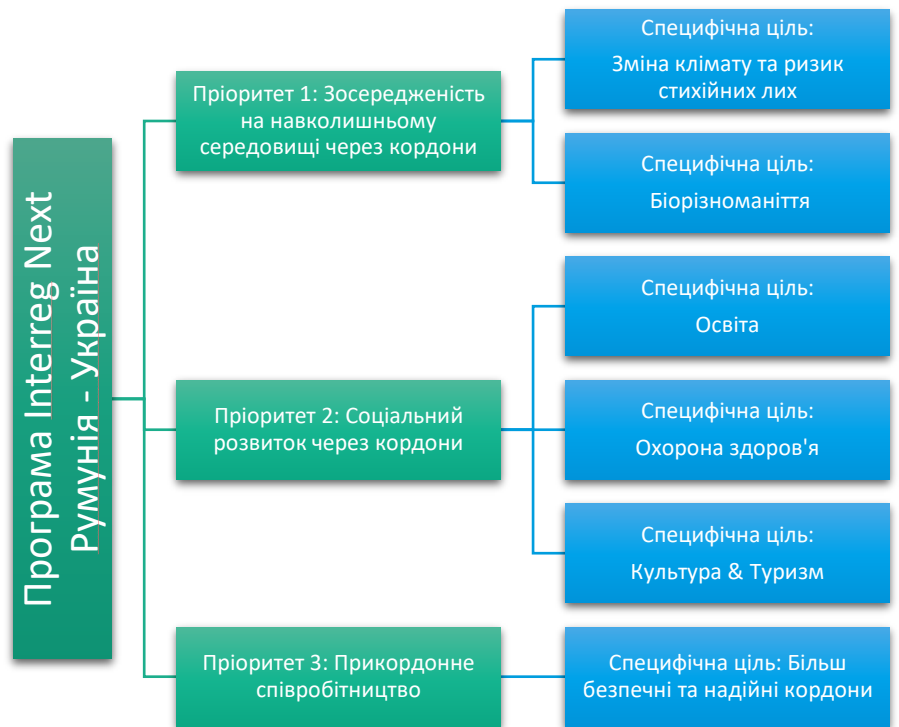 Програма Interreg Next
Румунія - Україна
Пріоритет 1: Зосередженість
на навколишньому
середовищі через кордони
Специфічна ціль:
Зміна клімату та ризик
стихійних лих
Специфічна ціль:
Біорізноманіття
Пріоритет 2: Соціальний
розвиток через кордони
Специфічна ціль:
Освіта
Специфічна ціль:
Охорона здоров'я
Специфічна ціль:
Культура & Туризм
Пріоритет 3: Прикордонне
співробітництво
Специфічна ціль: Більш
безпечні та надійні кордони